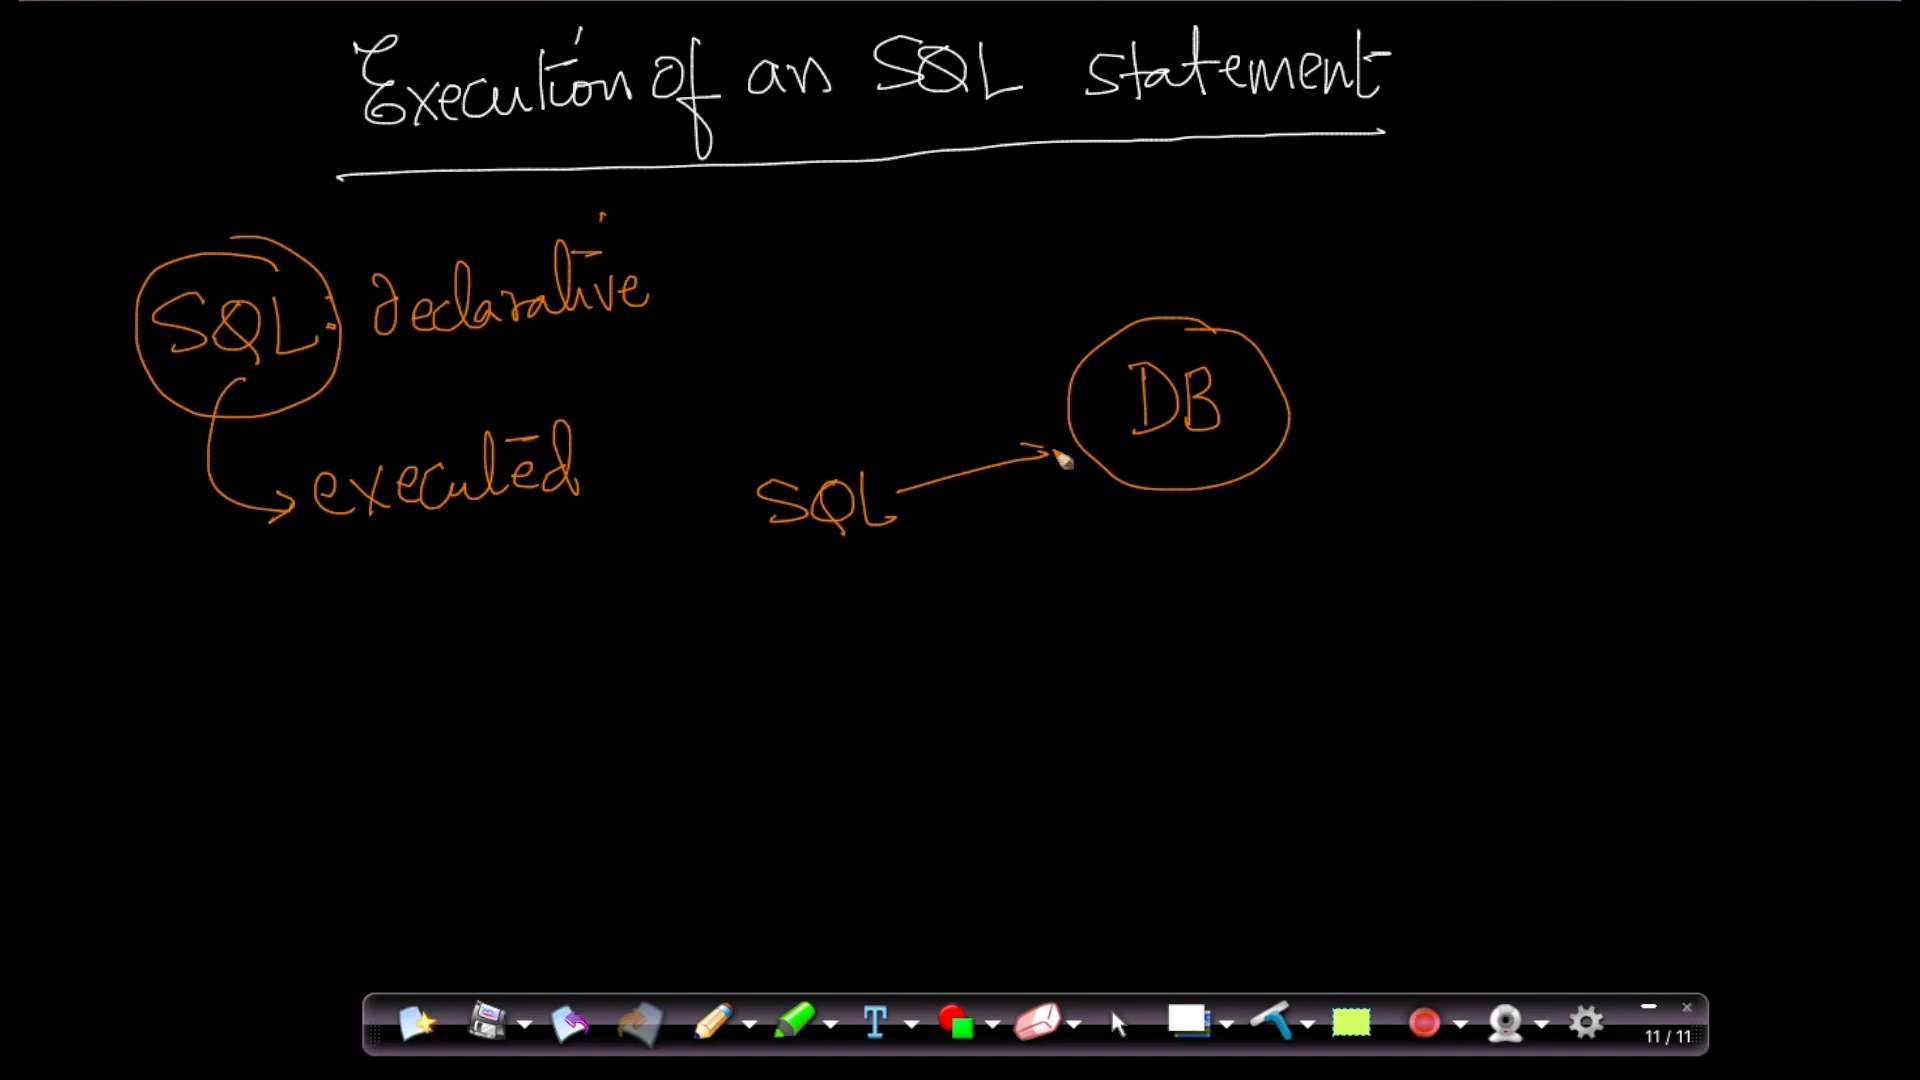 Execution of an SQL statement
SQL: declarative
DB
executed
SQL
T
11/11